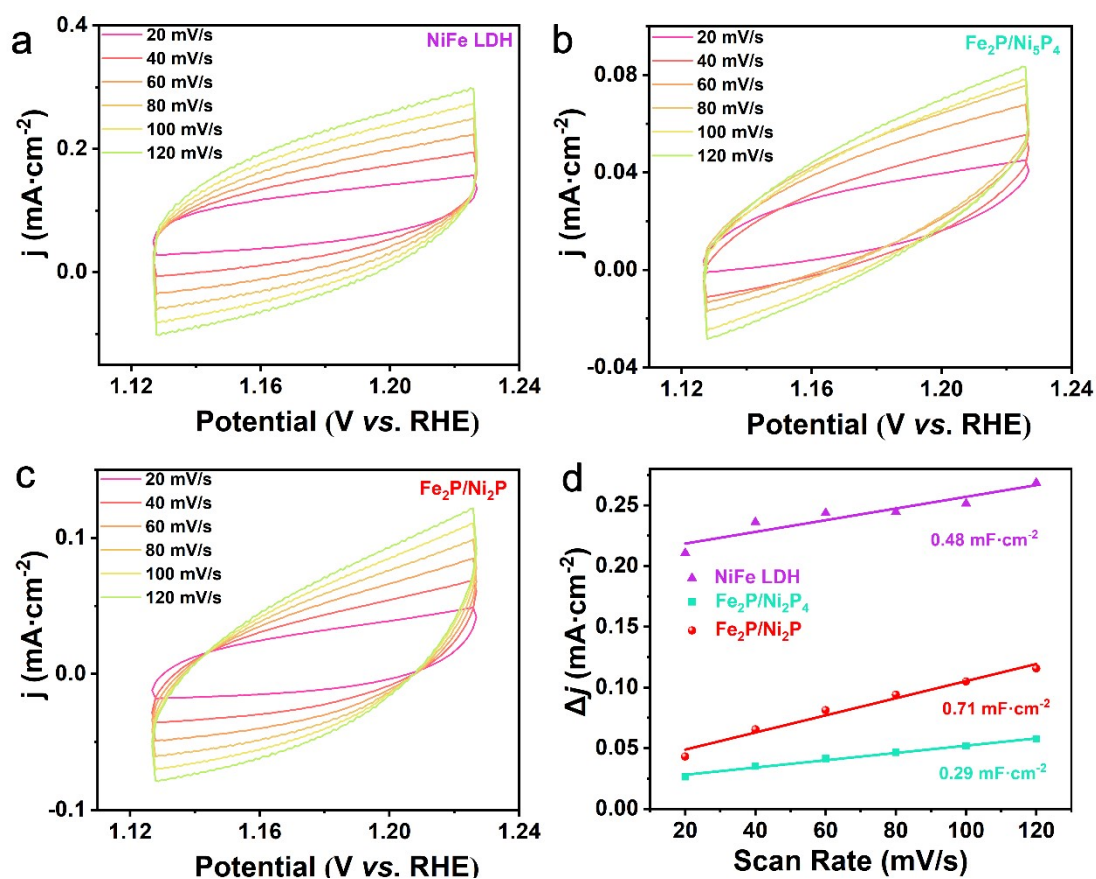 a
NiFe LDH
20 mV/s
40 mV/s
60 mV/s
80 mV/s
100 mV/s
120 mV/s
0.4
0.2
0.0
j (mA·cm⁻²)
1.12
1.16
1.20
1.24
Potential (V vs. RHE)
b
Fe₂P/Ni₅P₄
20 mV/s
40 mV/s
60 mV/s
80 mV/s
100 mV/s
120 mV/s
0.08
0.04
0.00
-0.04
j (mA·cm⁻²)
1.12
1.16
1.20
1.24
Potential (V vs. RHE)
c
Fe₂P/Ni₂P
20 mV/s
40 mV/s
60 mV/s
80 mV/s
100 mV/s
120 mV/s
0.1
0.0
-0.1
j (mA·cm⁻²)
1.12
1.16
1.20
1.24
Potential (V vs. RHE)
d
0.25
0.20
0.15
0.10
0.05
0.00
Δj (mA·cm⁻²)
0.48 mF·cm⁻²
NiFe LDH
Fe₂P/Ni₂P₄
Fe₂P/Ni₂P
0.71 mF·cm⁻²
0.29 mF·cm⁻²
20
40
60
80
100
120
Scan Rate (mV/s)